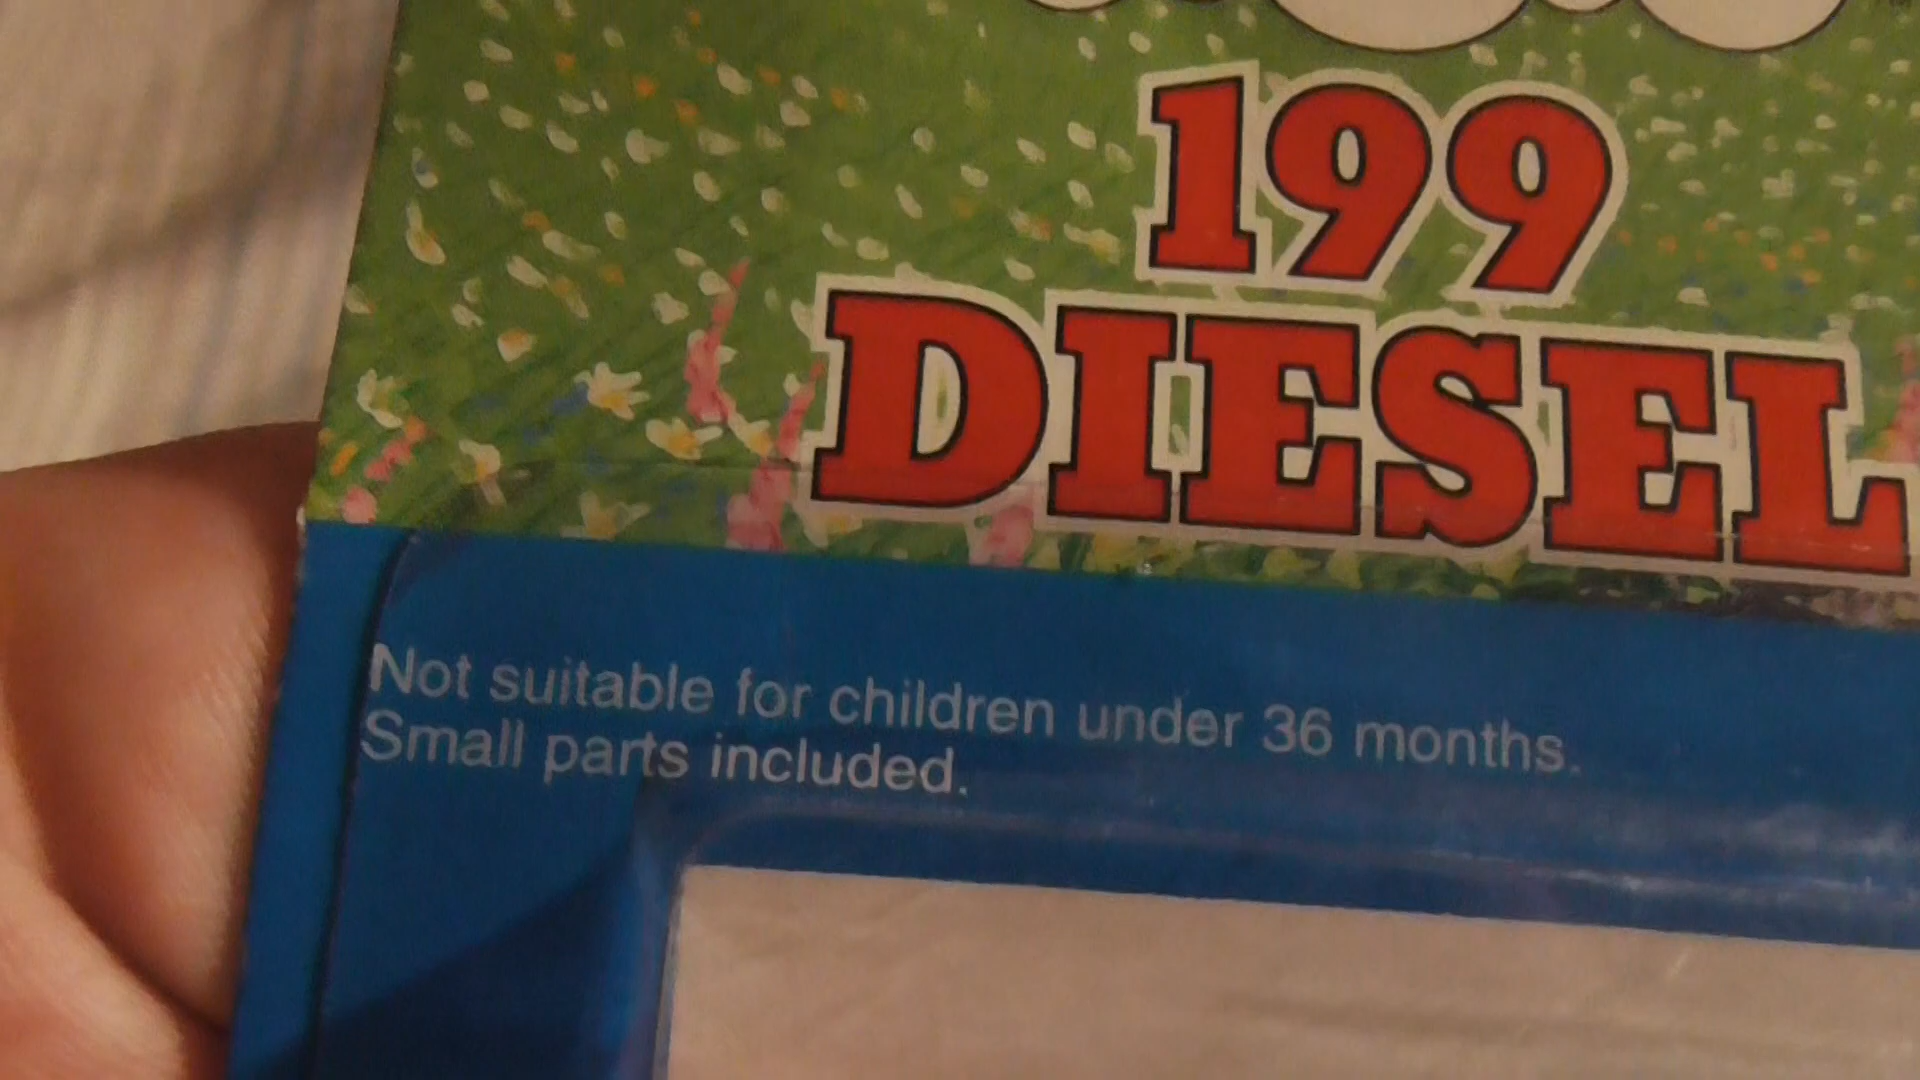 199
DIESEL
Not suitable for children under 36 months.
Small parts included.